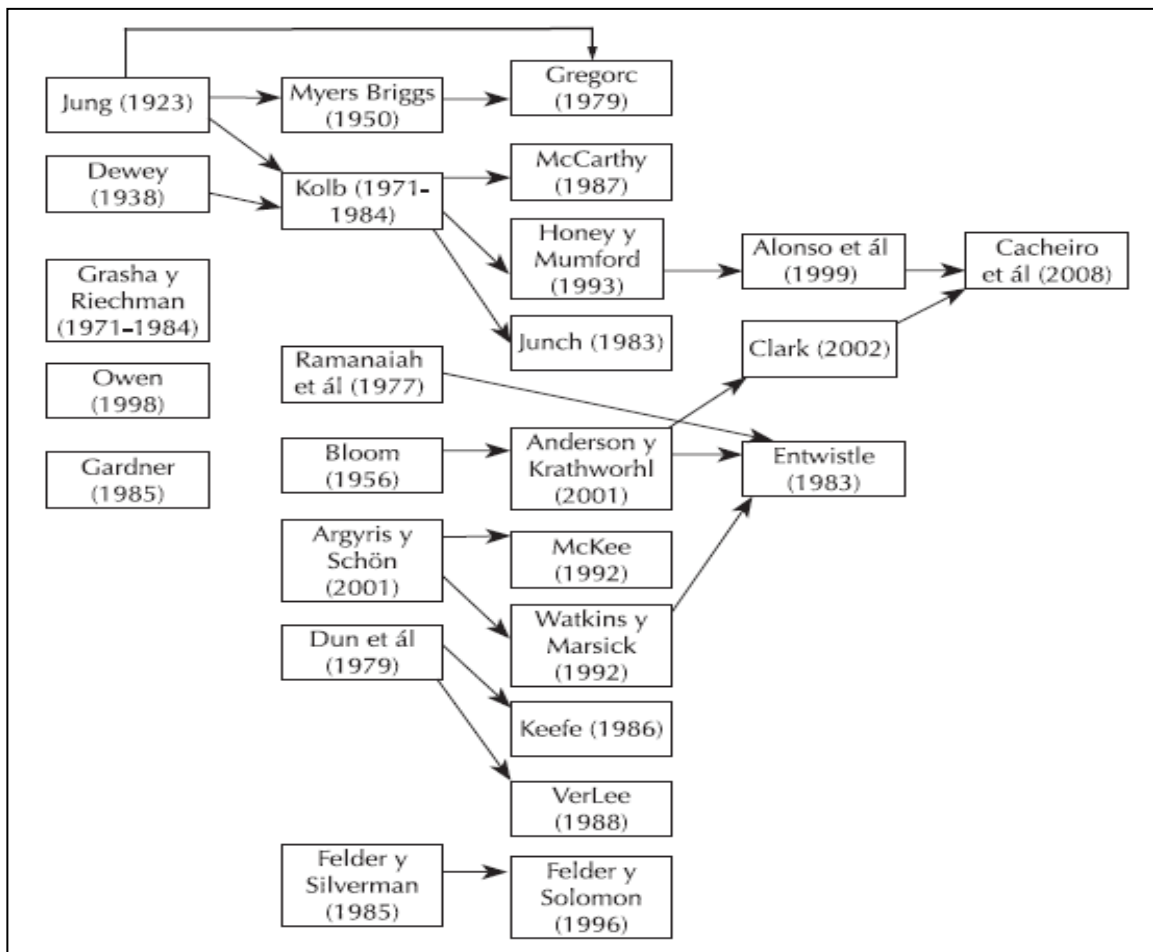 Jung (1923)
Myers Briggs
(1950)
Gregorc
(1979)
Dewey
(1938)
Kolb (1971–
1984)
McCarthy
(1987)
Honey y
Mumford
(1993)
Alonso et ál
(1999)
Cacheiro
et ál (2008)
Grasha y
Riechman
(1971–1984)
Junch (1983)
Clark (2002)
Ramanaiah
et ál (1977)
Owen
(1998)
Bloom
(1956)
Anderson y
Krathworhl
(2001)
Entwistle
(1983)
Gardner
(1985)
Argyris y
Schön
(2001)
McKee
(1992)
Watkins y
Marsick
(1992)
Dun et ál
(1979)
Keefe (1986)
VerLee
(1988)
Felder y
Silverman
(1985)
Felder y
Solomon
(1996)